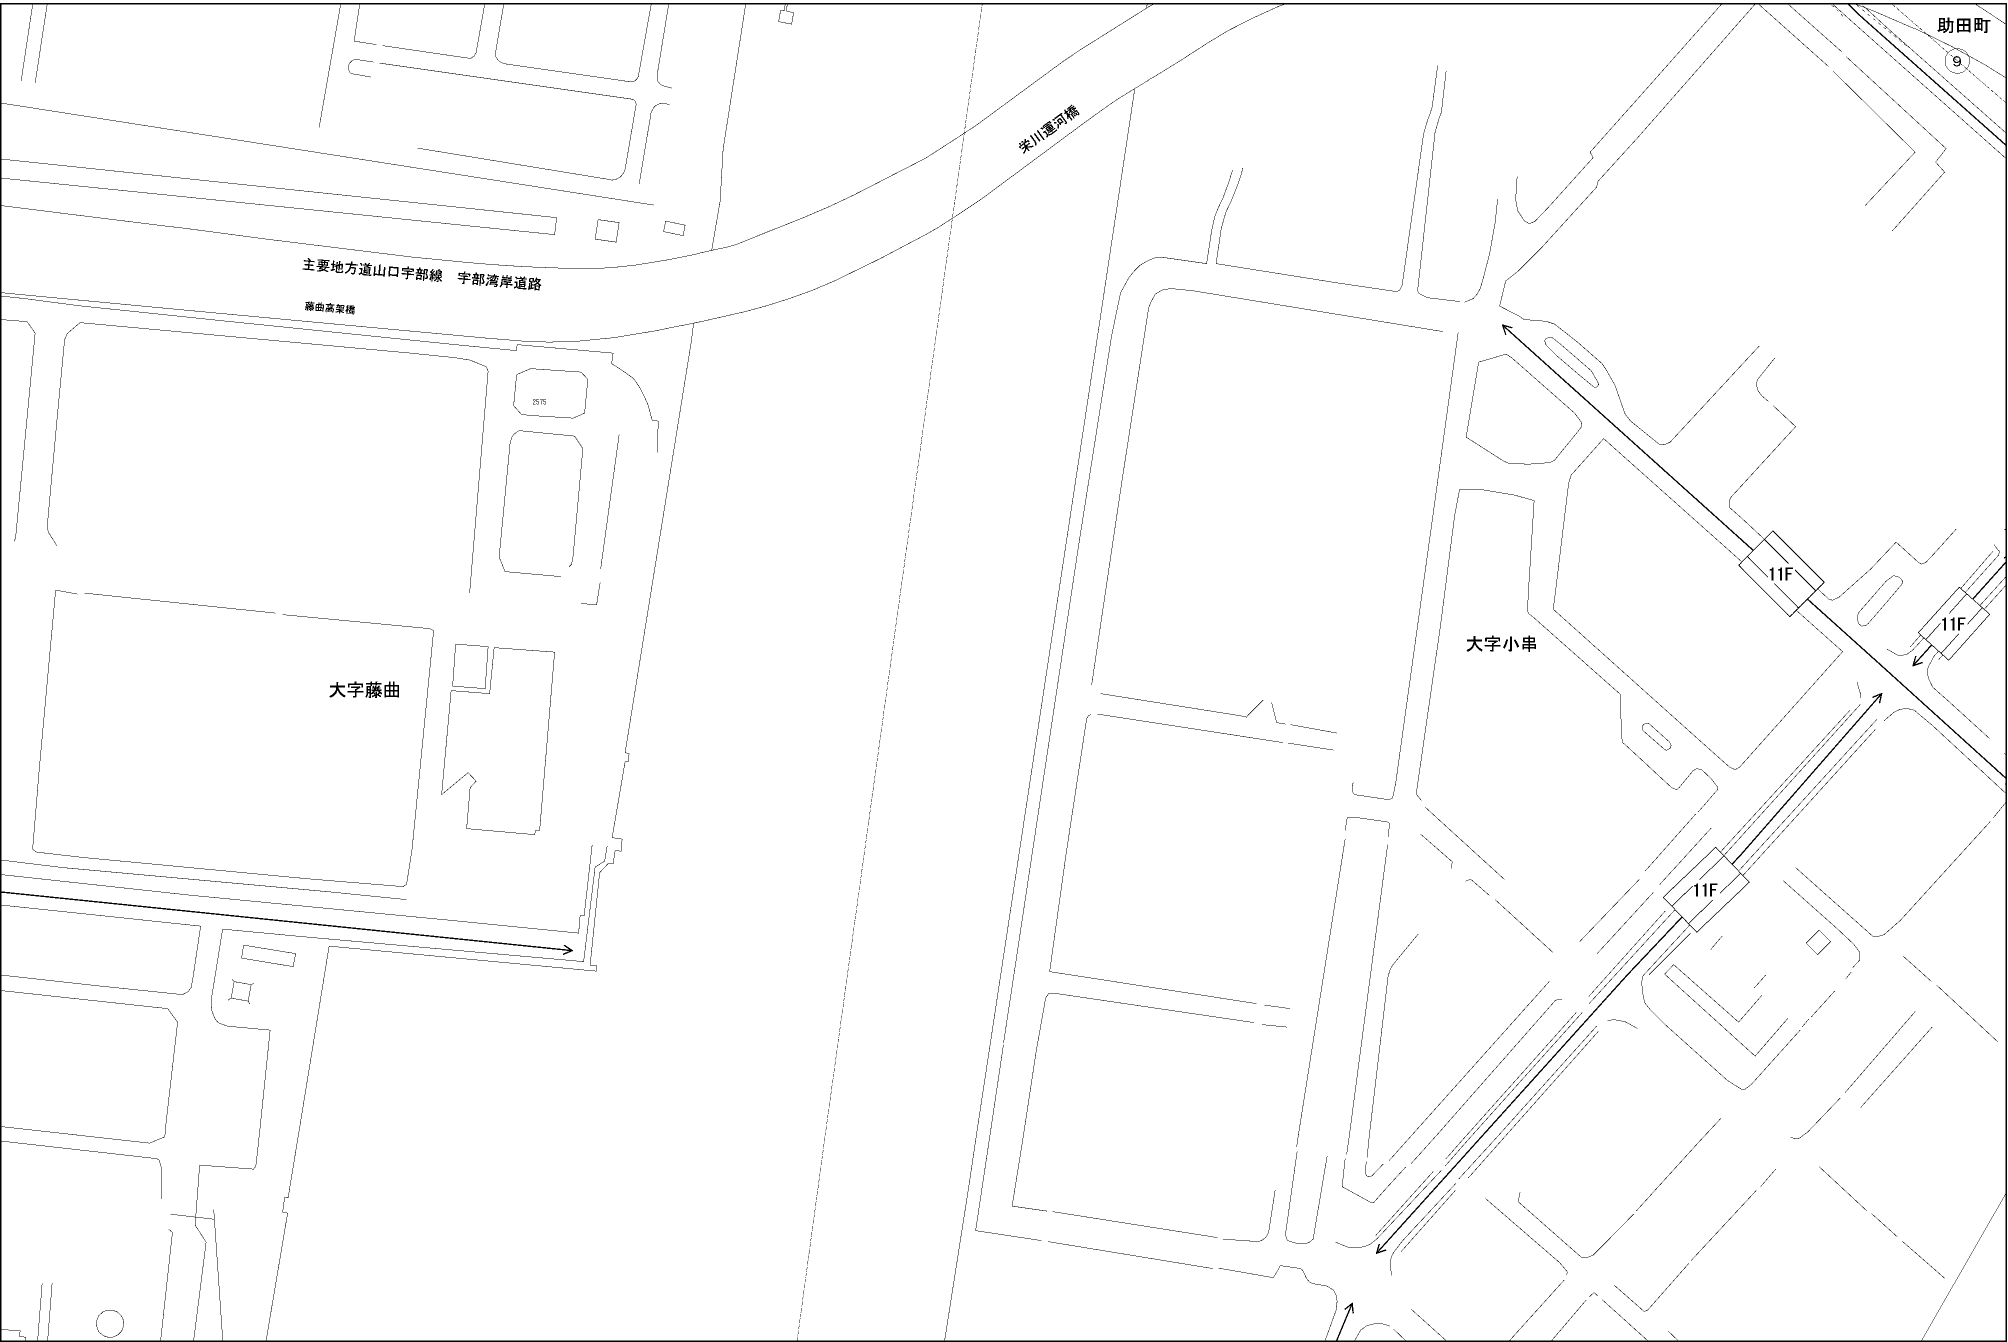 助田町
9
栄川運河橋
主要地方道山口宇部線　宇部湾岸道路
藤曲高架橋
2575
11F
11F
大字小串
大字藤曲
11F